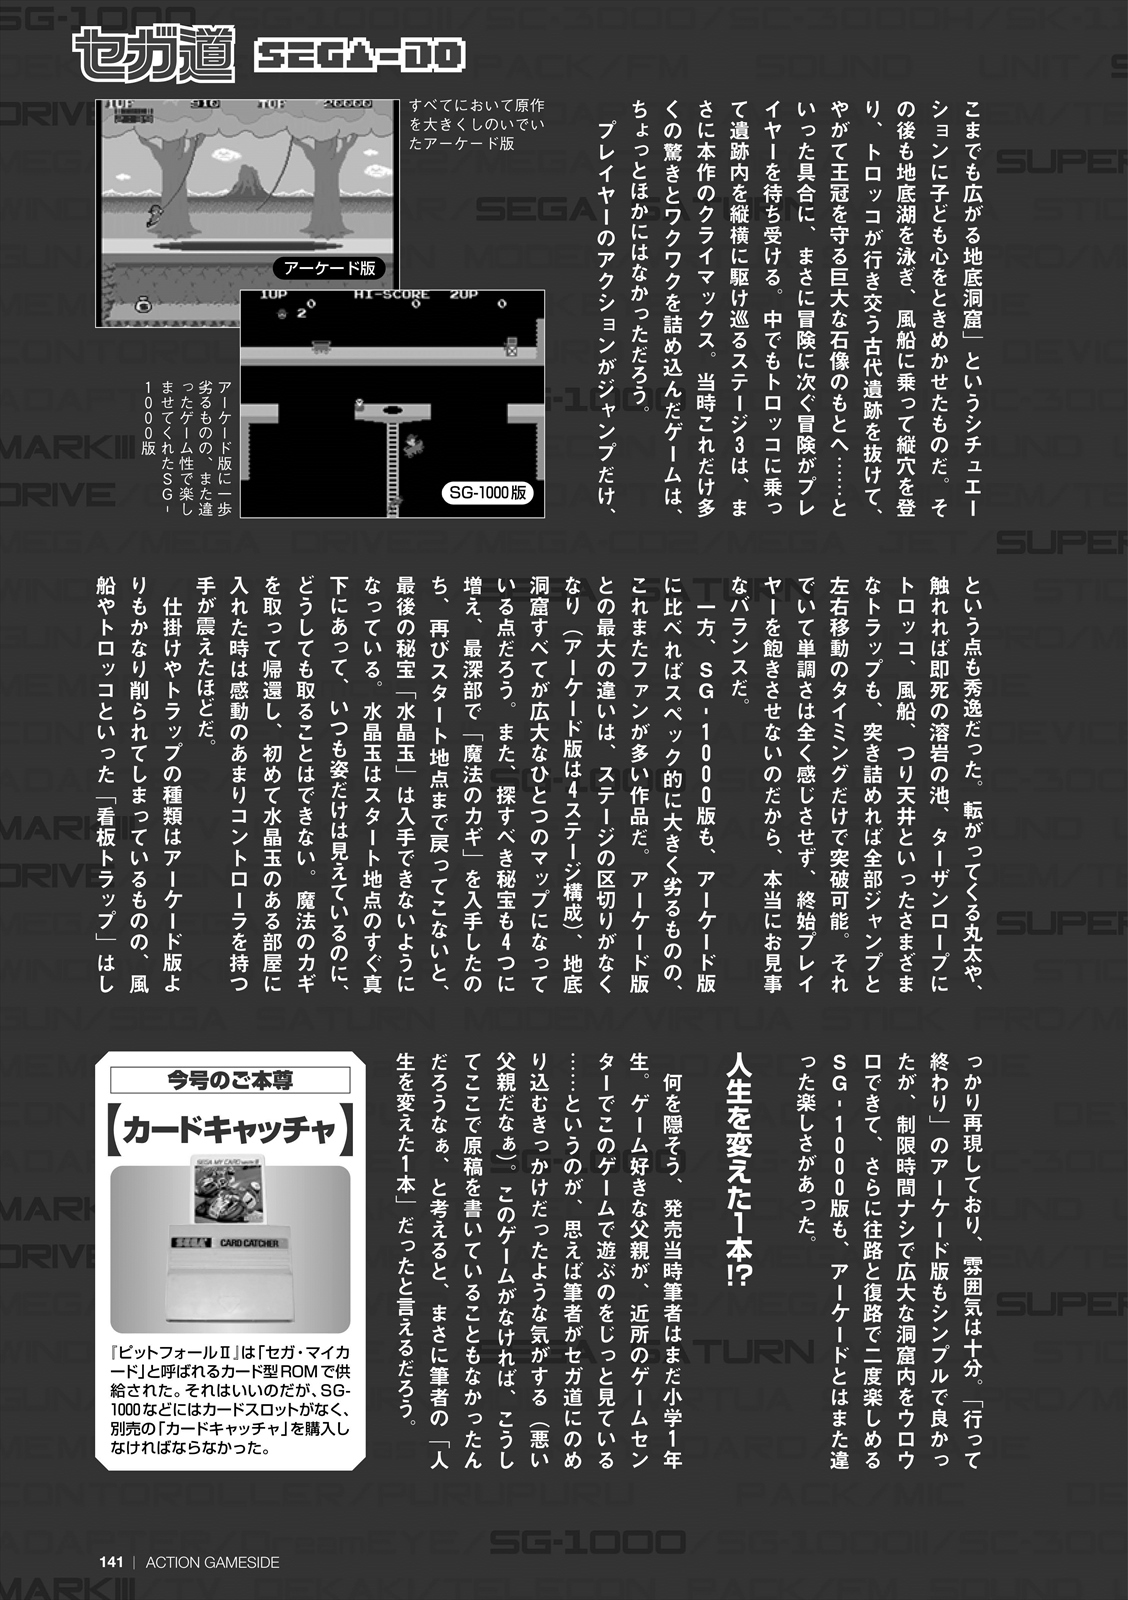 セガ道 SEGA-DO
こまでも広がる地底洞窟」というシチュエー
ションに子ども心をときめかせたものだ。そ
の後も地底湖を泳ぎ、風船に乗って縦穴を登
り、トロッコが行き交う古代遺跡を抜けて、
やがて王冠を守る巨大な石像のもとへ……と
いった具合に、まさに冒険に次ぐ冒険がプレ
イヤーを待ち受ける。中でもトロッコに乗っ
て遺跡内を縦横に駆け巡るステージ3は、ま
さに本作のクライマックス。当時これだけ多
くの驚きとワクワクを詰め込んだゲームは、
ちょっとほかにはなかっただろう。
プレイヤーのアクションがジャンプだけ、
すべてにおいて原作
を大きくしのいでい
たアーケード版
1UP 910 TOP 20000
アーケード版
1UP HI-SCORE 2UP
0 0 0
2
SG-1000版
アーケード版に一歩
劣るものの、また違
ったゲーム性で楽し
ませてくれたSG-
1000版
という点も秀逸だった。転がってくる丸太や、
触れれば即死の溶岩の池、ターザンロープに
トロッコ、風船、つり天井といったさまざま
なトラップも、突き詰めれば全部ジャンプと
左右移動のタイミングだけで突破可能。それ
でいて単調さは全く感じさせず、終始プレイ
ヤーを飽きさせないのだから、本当にお見事
なバランスだ。
一方、SG-1000版も、アーケード版
に比べればスペック的に大きく劣るものの、
これまたファンが多い作品だ。アーケード版
との最大の違いは、ステージの区切りがなく
なり（アーケード版は4ステージ構成）、地底
洞窟すべてが広大なひとつのマップになって
いる点だろう。また、探すべき秘宝も4つに
増え、最深部で「魔法のカギ」を入手したの
ち、再びスタート地点まで戻ってこないと、
最後の秘宝「水晶玉」は入手できないように
なっている。水晶玉はスタート地点のすぐ真
下にあって、いつも姿だけは見えているのに、
どうしても取ることはできない。魔法のカギ
を取って帰還し、初めて水晶玉のある部屋に
入れた時は感動のあまりコントローラを持つ
手が震えたほどだ。
仕掛けやトラップの種類はアーケード版よ
りもかなり削られてしまっているものの、風
船やトロッコといった「看板トラップ」はし
っかり再現しており、雰囲気は十分。「行って
終わり」のアーケード版もシンプルで良かっ
たが、制限時間ナシで広大な洞窟内をウロウ
ロできて、さらに往路と復路で二度楽しめる
SG-1000版も、アーケードとはまた違
った楽しさがあった。
人生を変えた1本!?
何を隠そう、発売当時筆者はまだ小学1年
生。ゲーム好きな父親が、近所のゲームセン
ターでこのゲームで遊ぶのをじっと見ている
……というのが、思えば筆者がセガ道にのめ
り込むきっかけだったような気がする（悪い
父親だなぁ）。このゲームがなければ、こうし
てここで原稿を書いていることもなかったん
だろうなぁ、と考えると、まさに筆者の「人
生を変えた1本」だったと言えるだろう。
今号のご本尊
【カードキャッチャ】
SEGA MY CARD
SEGA CARD CATCHER
『ピットフォールⅡ』は「セガ・マイカ
ード」と呼ばれるカード型ROMで供
給された。それはいいのだが、SG-
1000などにはカードスロットがなく、
別売の「カードキャッチャ」を購入し
なければならなかった。
141 | ACTION GAMESIDE